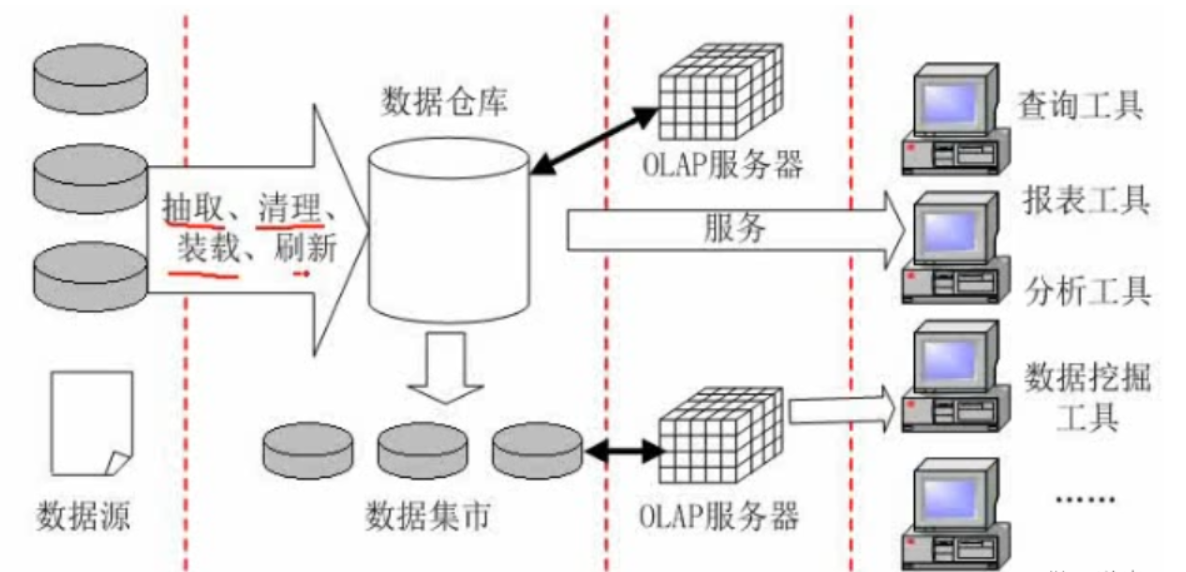 数据仓库
抽取、清理、
装载、刷新
数据源
数据集市
OLAP服务器
服务
OLAP服务器
查询工具
报表工具
分析工具
数据挖掘
工具
……